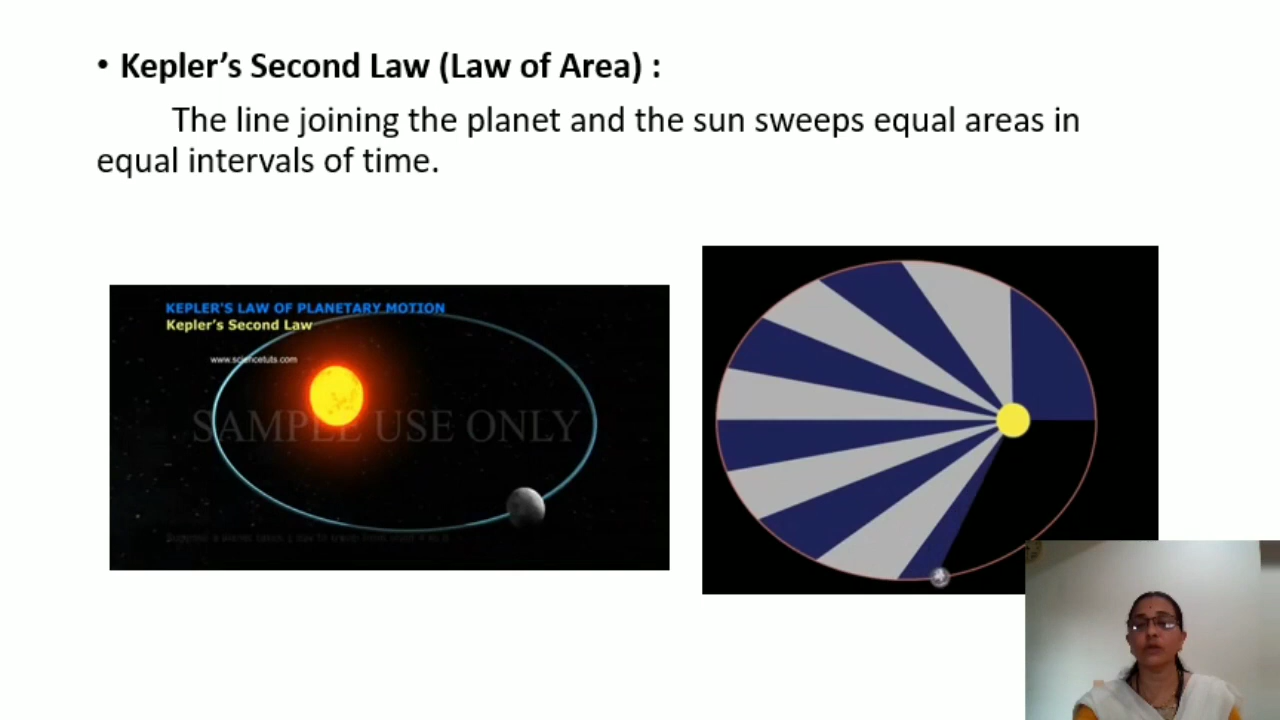 • Kepler’s Second Law (Law of Area) :
The line joining the planet and the sun sweeps equal areas in
equal intervals of time.
KEPLER'S LAW OF PLANETARY MOTION
Kepler's Second Law
www.sciencetuts.com
SAMPLE USE ONLY